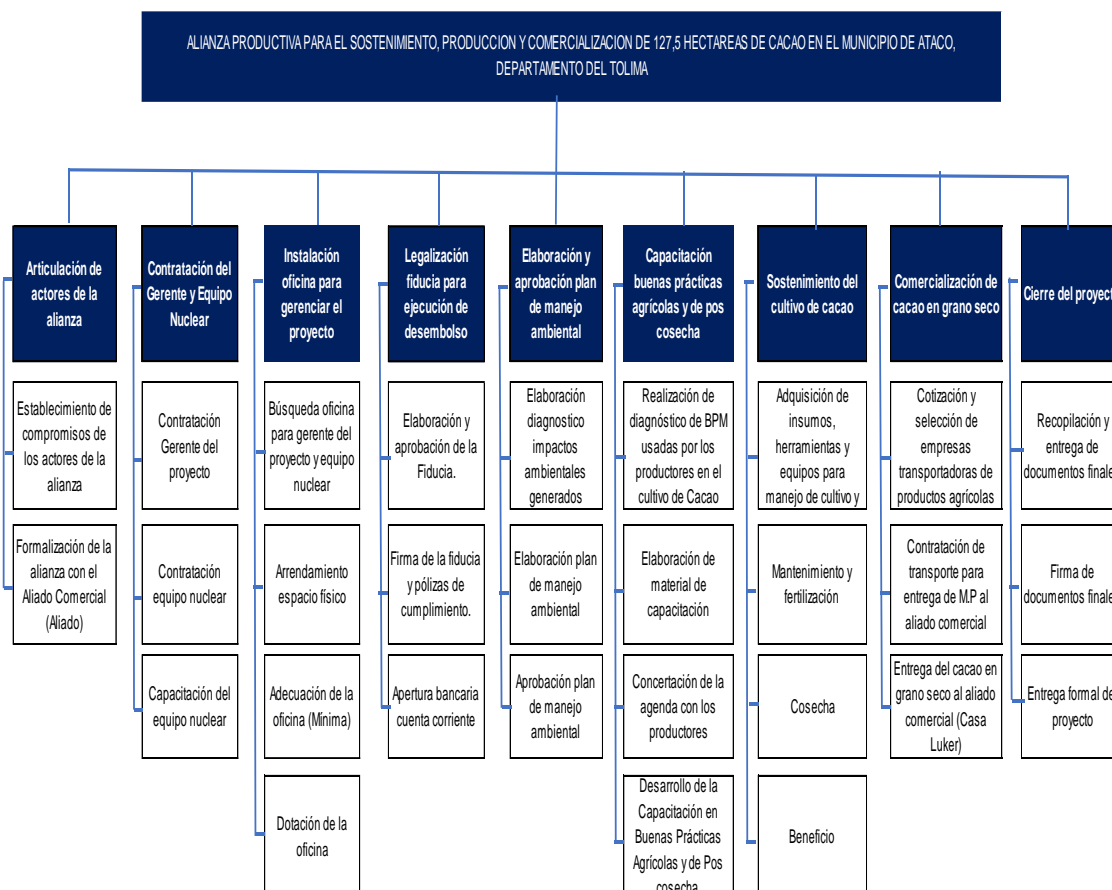 ALIANZA PRODUCTIVA PARA EL SOSTENIMIENTO, PRODUCCION Y COMERCIALIZACION DE 127,5 HECTAREAS DE CACAO EN EL MUNICIPIO DE ATACO,
DEPARTAMENTO DEL TOLIMA
Articulación de
actores de la
alianza
Establecimiento de
compromisos de
los actores de la
alianza
Formalización de la
alianza con el
Aliado Comercial
(Aliado)
Contratación del
Gerente y Equipo
Nuclear
Contratación
Gerente del
proyecto
Contratación
equipo nuclear
Capacitación del
equipo nuclear
Instalación
oficina para
gerenciar el
proyecto
Búsqueda oficina
para gerente del
proyecto y equipo
nuclear
Arrendamiento
espacio físico
Adecuación de la
oficina (Mínima)
Dotación de la
oficina
Legalización
fiducia para
ejecución de
desembolso
Elaboración y
aprobación de la
Fiducia.
Firma de la fiducia
y pólizas de
cumplimiento.
Apertura bancaria
cuenta corriente
Elaboración y
aprobación plan
de manejo
ambiental
Elaboración
diagnostico
impactos
ambientales
generados
Elaboración plan
de manejo
ambiental
Aprobación plan
de manejo
ambiental
Capacitación
buenas prácticas
agrícolas y de pos
cosecha
Realización de
diagnóstico de BPM
usadas por los
productores en el
cultivo de Cacao
Elaboración de
material de
capacitación
Concertación de la
agenda con los
productores
Desarrollo de la
Capacitación en
Buenas Prácticas
Agrícolas y de Pos
cosecha
Sostenimiento del
cultivo de cacao
Adquisición de
insumos,
herramientas y
equipos para
manejo de cultivo y
Mantenimiento y
fertilización
Cosecha
Beneficio
Comercialización de
cacao en grano seco
Cotización y
selección de
empresas
transportadoras de
productos agrícolas
Contratación de
transporte para
entrega de M.P al
aliado comercial
Entrega del cacao en
grano seco al aliado
comercial (Casa
Luker)
Cierre del proyect
Recopilación y
entrega de
documentos finale
Firma de
documentos finale
Entrega formal de
proyecto